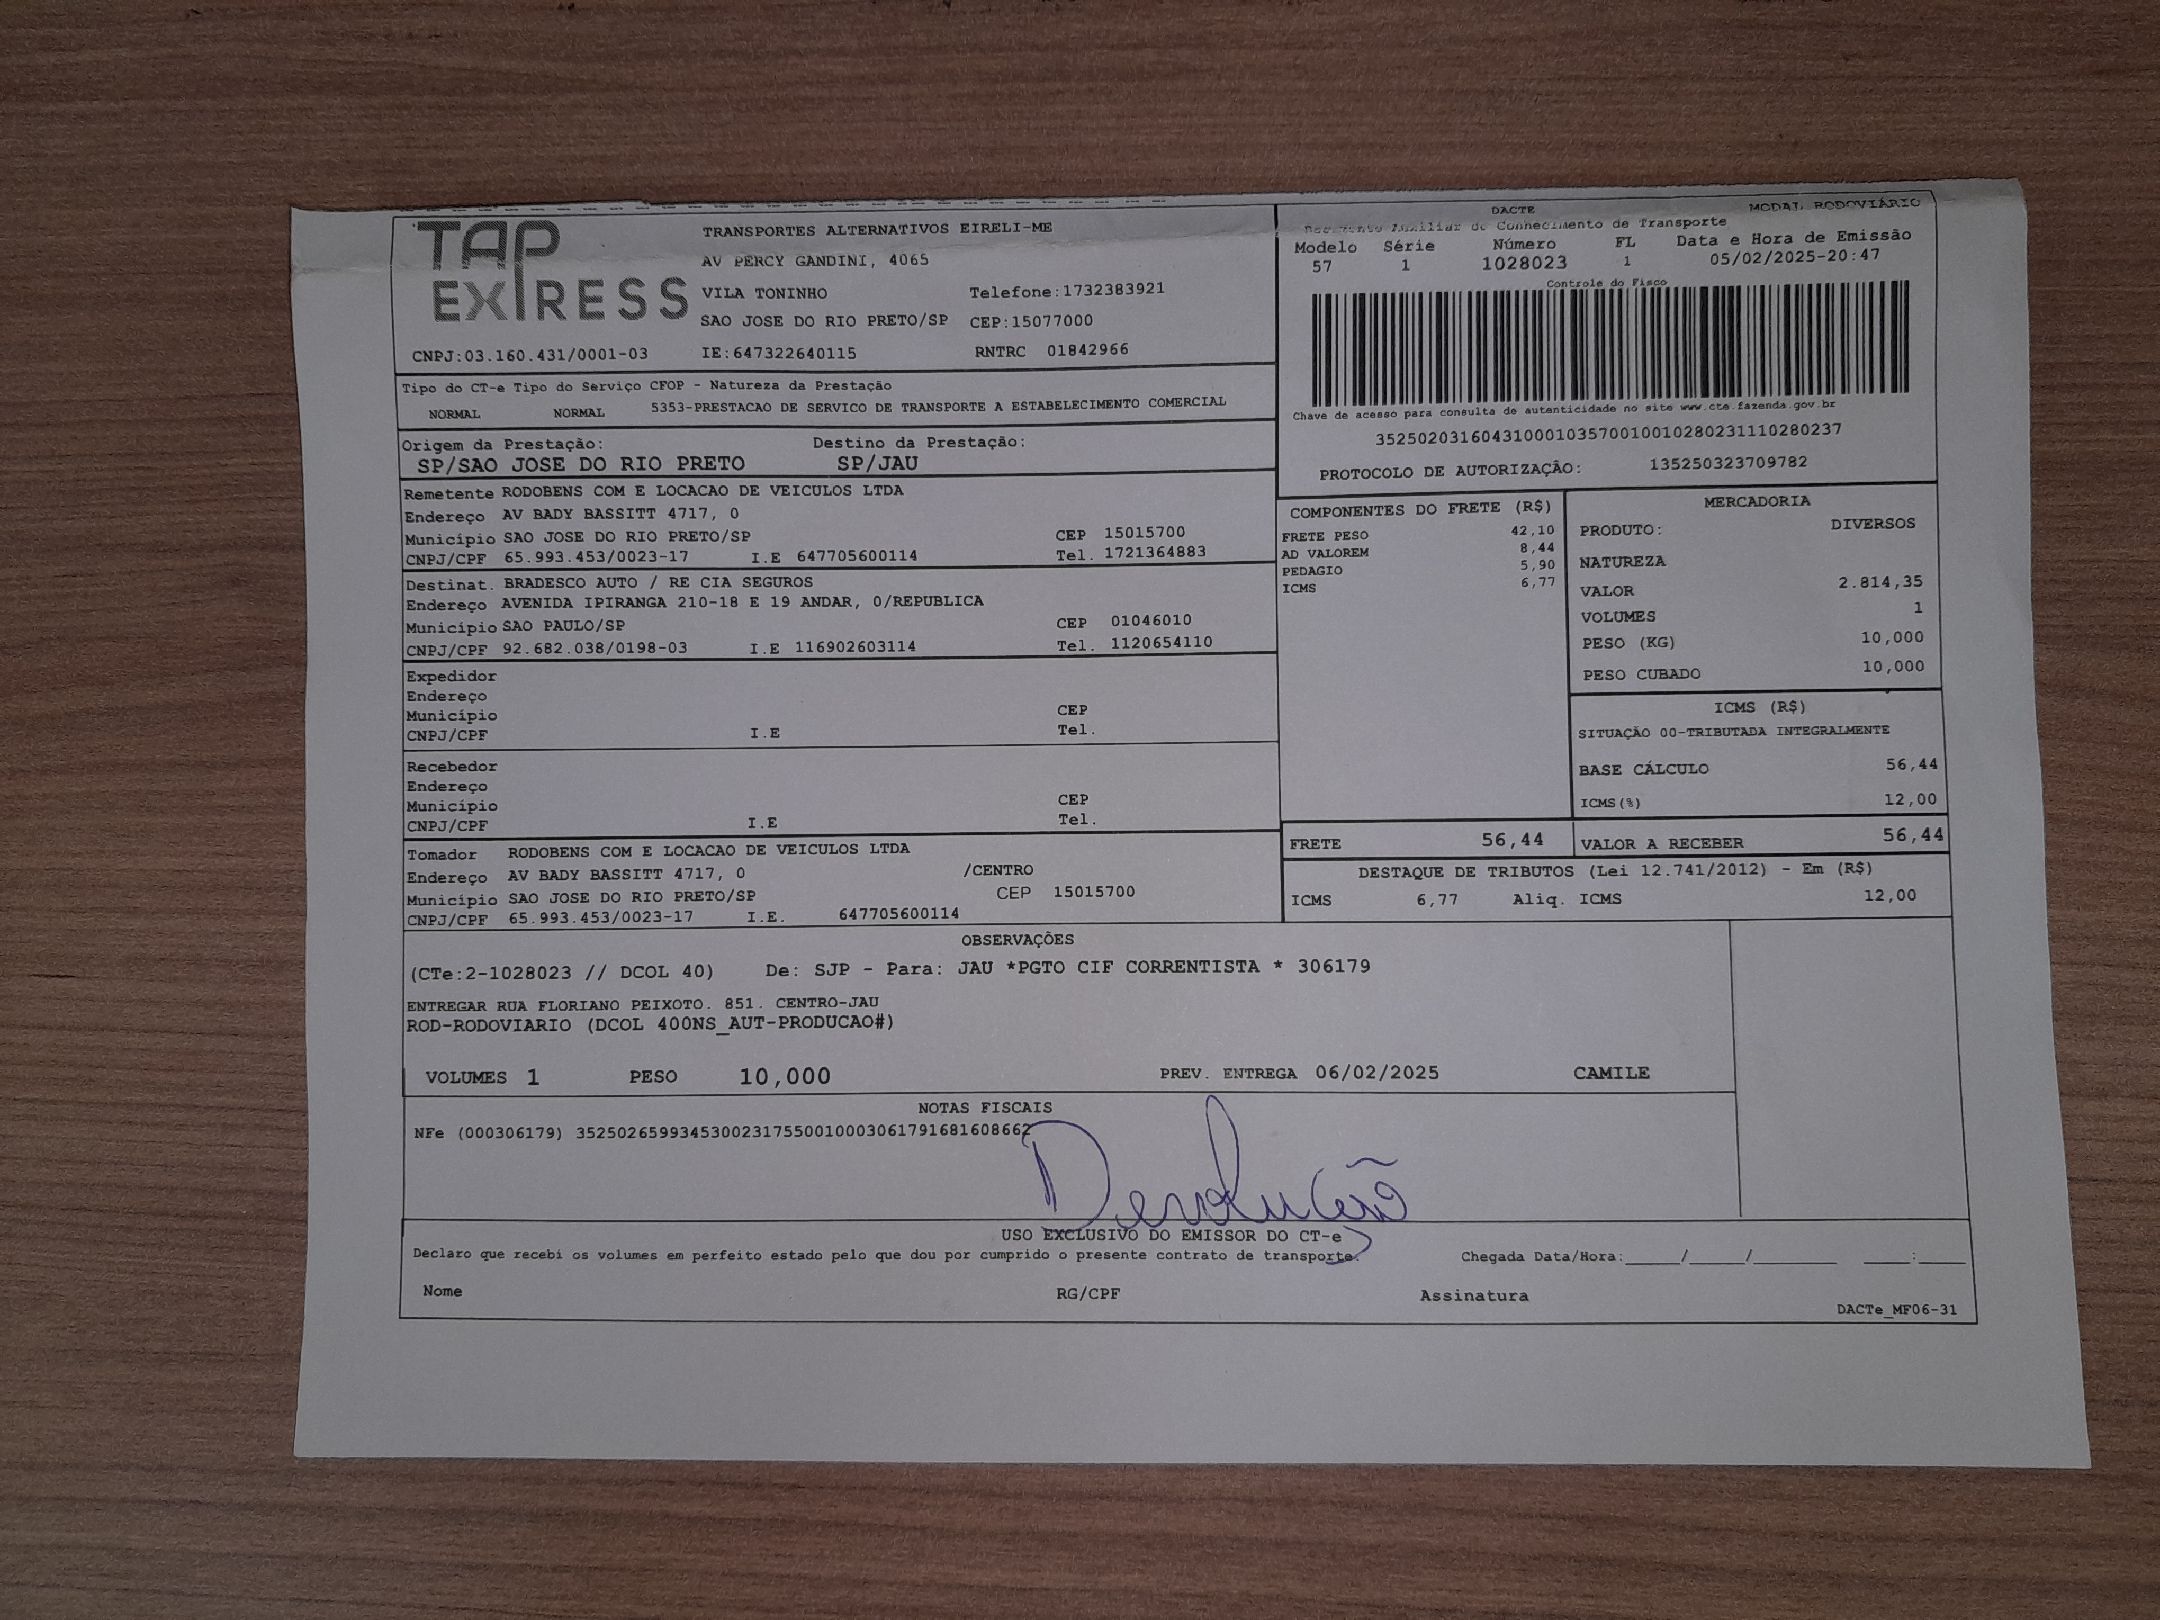 TAP EXPRESS
TRANSPORTES ALTERNATIVOS EIRELI-ME
AV PERCY GANDINI, 4065
VILA TONINHO Telefone:1732383921
SAO JOSE DO RIO PRETO/SP CEP:15077000
CNPJ:03.160.431/0001-03 IE:647322640115 RNTRC 01842966
DACTE MODAL RODOVIÁRIO
Documento Auxiliar do Conhecimento de Transporte
Modelo Série Número FL Data e Hora de Emissão
57 1 1028023 1 05/02/2025-20:47
Controle do Fisco
Chave de acesso para consulta de autenticidade no site www.cte.fazenda.gov.br
35250203160431000103570010010280231110280237
PROTOCOLO DE AUTORIZAÇÃO: 135250323709782
Tipo do CT-e Tipo do Serviço CFOP - Natureza da Prestação
NORMAL NORMAL 5353-PRESTACAO DE SERVICO DE TRANSPORTE A ESTABELECIMENTO COMERCIAL
Origem da Prestação: Destino da Prestação:
SP/SAO JOSE DO RIO PRETO SP/JAU
Remetente RODOBENS COM E LOCACAO DE VEICULOS LTDA
Endereço AV BADY BASSITT 4717, 0
Município SAO JOSE DO RIO PRETO/SP CEP 15015700
CNPJ/CPF 65.993.453/0023-17 I.E 647705600114 Tel. 1721364883
Destinat. BRADESCO AUTO / RE CIA SEGUROS
Endereço AVENIDA IPIRANGA 210-18 E 19 ANDAR, 0/REPUBLICA
Município SAO PAULO/SP CEP 01046010
CNPJ/CPF 92.682.038/0198-03 I.E 116902603114 Tel. 1120654110
Expedidor
Endereço
Município CEP
CNPJ/CPF I.E Tel.
Recebedor
Endereço
Município CEP
CNPJ/CPF I.E Tel.
Tomador RODOBENS COM E LOCACAO DE VEICULOS LTDA
Endereço AV BADY BASSITT 4717, 0 /CENTRO
Município SAO JOSE DO RIO PRETO/SP CEP 15015700
CNPJ/CPF 65.993.453/0023-17 I.E. 647705600114
COMPONENTES DO FRETE (R$)
FRETE PESO 42,10
AD VALOREM 8,44
PEDAGIO 5,90
ICMS 6,77
MERCADORIA
PRODUTO: DIVERSOS
NATUREZA
VALOR 2.814,35
VOLUMES 1
PESO (KG) 10,000
PESO CUBADO 10,000
ICMS (R$)
SITUAÇÃO 00-TRIBUTADA INTEGRALMENTE
BASE CÁLCULO 56,44
ICMS(%) 12,00
FRETE 56,44 VALOR A RECEBER 56,44
DESTAQUE DE TRIBUTOS (Lei 12.741/2012) - Em (R$)
ICMS 6,77 Aliq. ICMS 12,00
OBSERVAÇÕES
(CTe:2-1028023 // DCOL 40) De: SJP - Para: JAU *PGTO CIF CORRENTISTA * 306179
ENTREGAR RUA FLORIANO PEIXOTO. 851. CENTRO-JAU
ROD-RODOVIARIO (DCOL 400NS_AUT-PRODUCAO#)
VOLUMES 1 PESO 10,000 PREV. ENTREGA 06/02/2025 CAMILE
NOTAS FISCAIS
NFe (000306179) 35250265993453002317550010003061791681608662
Devolução
USO EXCLUSIVO DO EMISSOR DO CT-e
Declaro que recebi os volumes em perfeito estado pelo que dou por cumprido o presente contrato de transporte. Chegada Data/Hora:_____/_____/________ ____:____
Nome RG/CPF Assinatura
DACTe_MF06-31